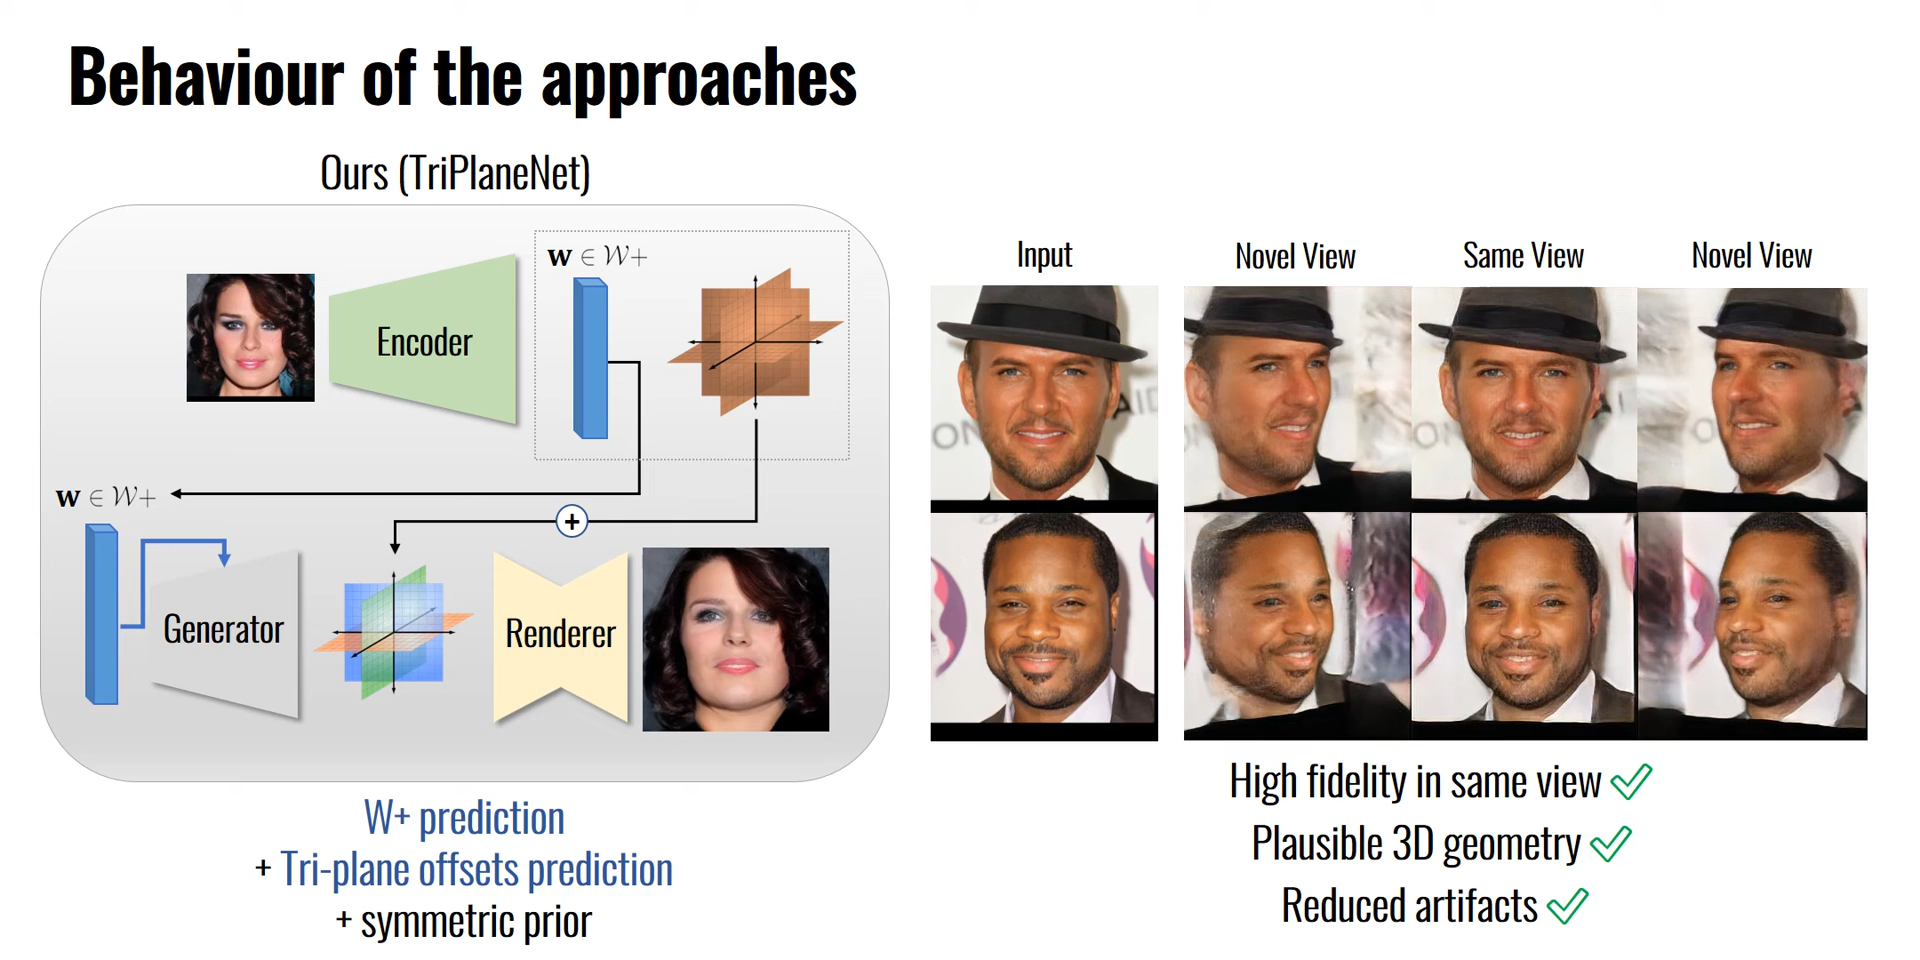 Behaviour of the approaches
Ours (TriPlaneNet)
w ∈ W+
Encoder
w ∈ W+
+
Generator
Renderer
W+ prediction
+ Tri-plane offsets prediction
+ symmetric prior
Input
Novel View
Same View
Novel View
High fidelity in same view ✓
Plausible 3D geometry ✓
Reduced artifacts ✓